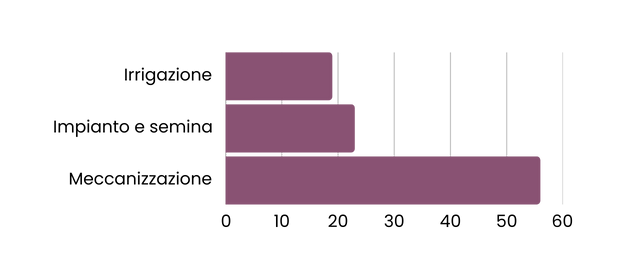 Irrigazione
Impianto e semina
Meccanizzazione
0 10 20 30 40 50 60